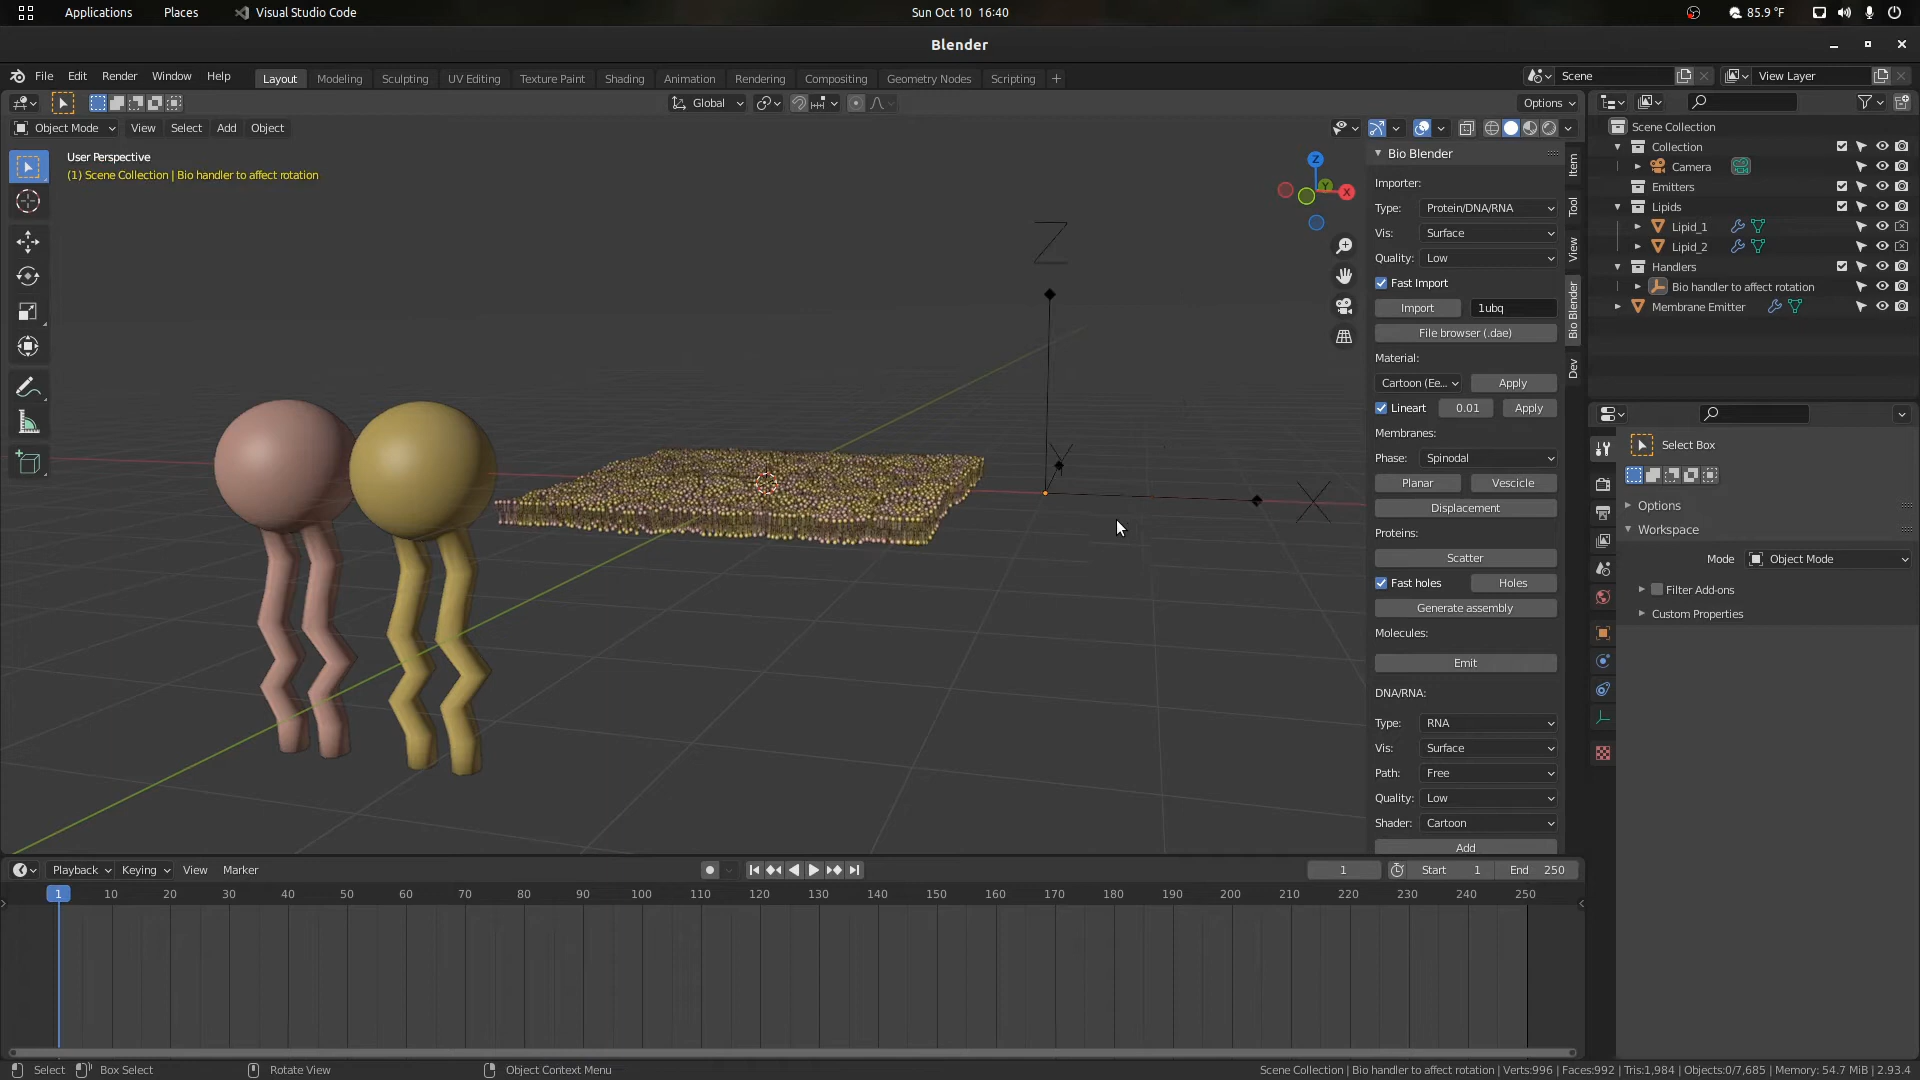 Applications Places Visual Studio Code Sun Oct 10 16:40 85.9 °F
Blender
File Edit Render Window Help Layout Modeling Sculpting UV Editing Texture Paint Shading Animation Rendering Compositing Geometry Nodes Scripting + Scene View Layer
Global Options
Object Mode View Select Add Object
User Perspective
(1) Scene Collection | Bio handler to affect rotation
Z
Y
X
Z
Y
X
Bio Blender
Importer:
Type: Protein/DNA/RNA
Vis: Surface
Quality: Low
Fast Import
Import 1ubq
File browser (.dae)
Material:
Cartoon (Ee... Apply
Lineart 0.01 Apply
Membranes:
Phase: Spinodal
Planar Vescicle
Displacement
Proteins:
Scatter
Fast holes Holes
Generate assembly
Molecules:
Emit
DNA/RNA:
Type: RNA
Vis: Surface
Path: Free
Quality: Low
Shader: Cartoon
Add
Item
Tool
View
Bio Blender
Dev
Scene Collection
Collection
Camera
Emitters
Lipids
Lipid_1
Lipid_2
Handlers
Bio handler to affect rotation
Membrane Emitter
Select Box
Options
Workspace
Mode Object Mode
Filter Add-ons
Custom Properties
Playback Keying View Marker 1 Start 1 End 250
1 10 20 30 40 50 60 70 80 90 100 110 120 130 140 150 160 170 180 190 200 210 220 230 240 250
Select Box Select Rotate View Object Context Menu Scene Collection | Bio handler to affect rotation | Verts:996 | Faces:992 | Tris:1,984 | Objects:0/7,685 | Memory: 54.7 MiB | 2.93.4